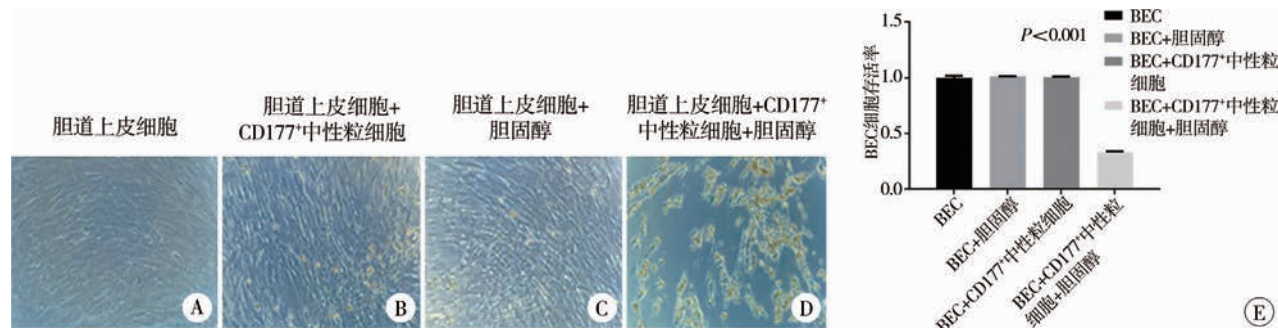 胆道上皮细胞
胆道上皮细胞+
CD177⁺中性粒细胞
胆道上皮细胞+
胆固醇
胆道上皮细胞+CD177⁺
中性粒细胞+胆固醇
A
B
C
D
1.5
1.0
0.5
0.0
BEC细胞存活率
P<0.001
BEC
BEC+胆固醇
BEC+CD177⁺中性粒
细胞
BEC+CD177⁺中性粒
细胞+胆固醇
BEC
BEC+胆固醇
BEC+CD177⁺中性粒细胞
BEC+CD177⁺中性粒
细胞+胆固醇
E